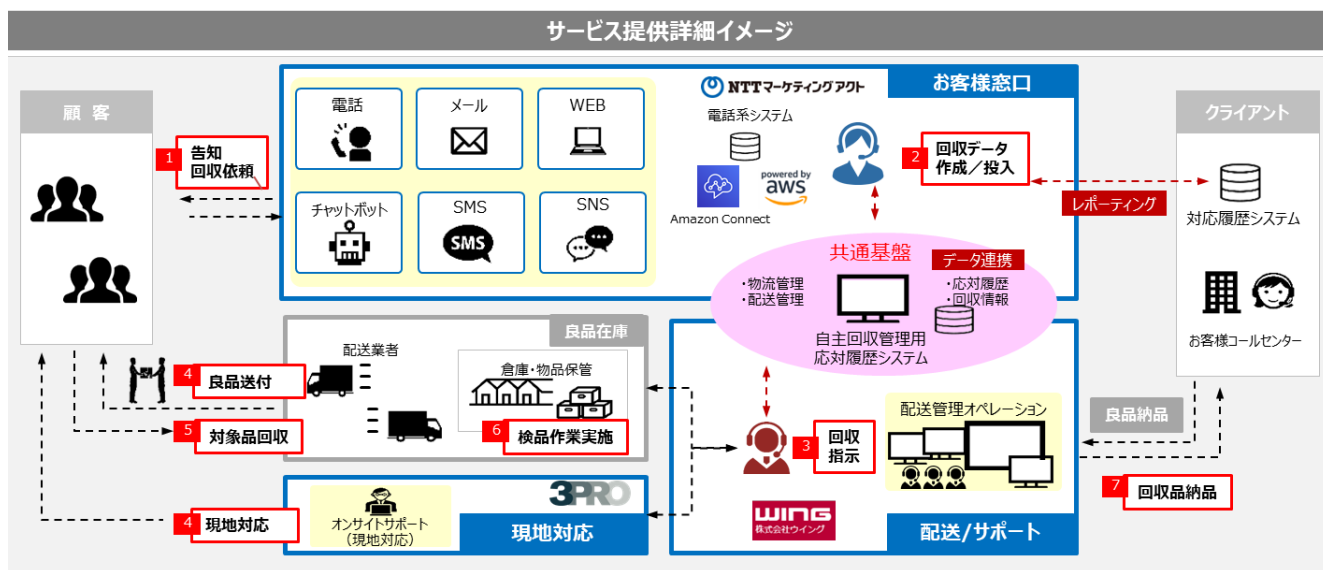 サービス提供詳細イメージ
顧 客
1
告知
回収依頼
電話
メール
WEB
チャットボット
SMS
SMS
SNS
NTTマーケティングアクト
お客様窓口
電話系システム
Amazon Connect
powered by
aws
2
回収データ
作成／投入
レポーティング
クライアント
対応履歴システム
お客様コールセンター
共通基盤
データ連携
・物流管理
・配送管理
・応対履歴
・回収情報
自主回収管理用
応対履歴システム
良品在庫
配送業者
倉庫・物品保管
4
良品送付
5
対象品回収
6
検品作業実施
3
回収
指示
配送管理オペレーション
良品納品
7
回収品納品
4
現地対応
オンサイトサポート
（現地対応）
3PRO
現地対応
WING
株式会社ウイング
配送/サポート